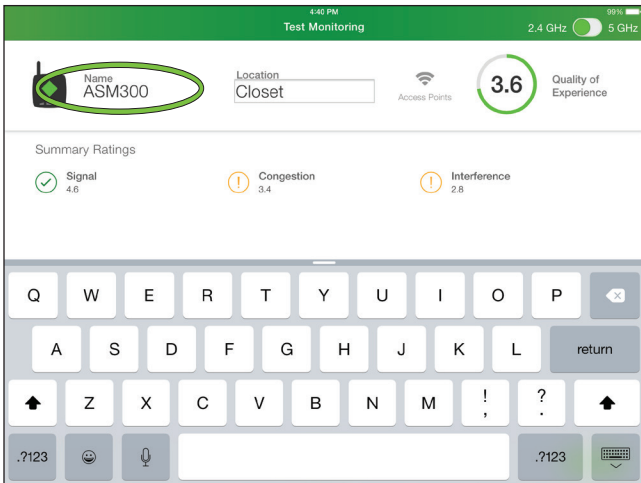 4:40 PM
99%
Test Monitoring
2.4 GHz
5 GHz
Name
ASM300
Location
Closet
Access Points
3.6
Quality of
Experience
Summary Ratings
Signal
4.6
Congestion
3.4
Interference
2.8
Q W E R T Y U I O P
A S D F G H J K L return
Z X C V B N M ! , ? .
.?123 .?123